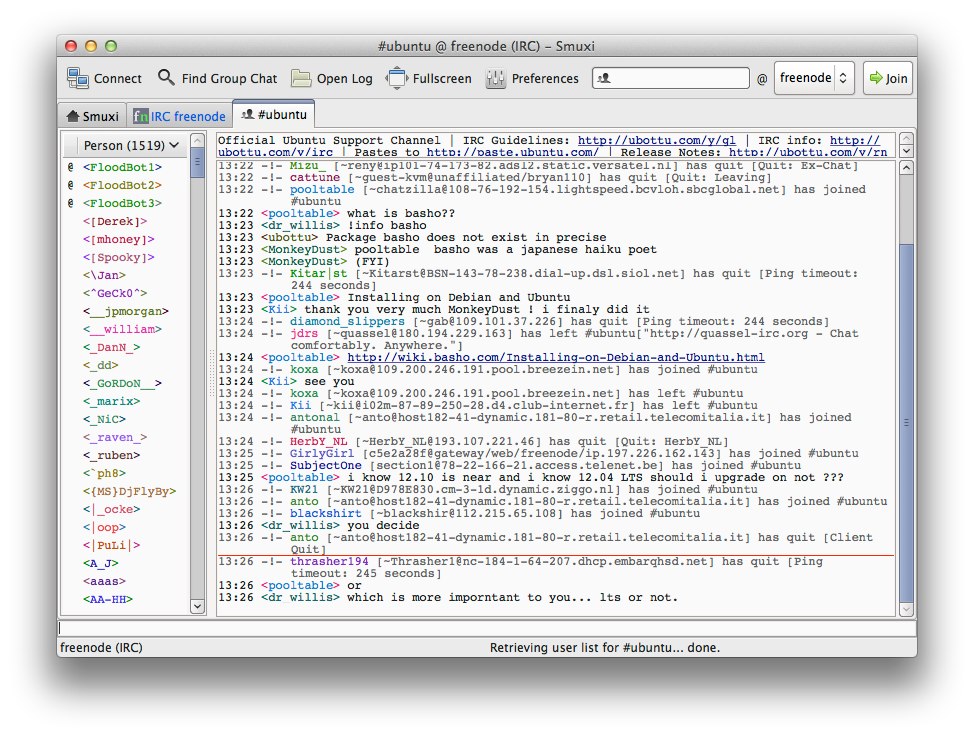 #ubuntu @ freenode (IRC) – Smuxi
Connect Find Group Chat Open Log Fullscreen Preferences @ freenode Join
Smuxi fn IRC freenode #ubuntu
Person (1519)
@ <FloodBot1>
@ <FloodBot2>
@ <FloodBot3>
<[Derek]>
<[mhoney]>
<[Spooky]>
<\Jan>
<^GeCk0^>
<__jpmorgan>
<__william>
<_DanN_>
<_dd>
<_GoRDoN__>
<_marix>
<_NiC>
<_raven_>
<_ruben>
<`ph8>
<{MS}DjFlyBy>
<|_ocke>
<|oop>
<|PuLi|>
<A_J>
<aaas>
<AA-HH>
Official Ubuntu Support Channel | IRC Guidelines: http://ubottu.com/y/gl | IRC info: http://
ubottu.com/y/irc | Pastes to http://paste.ubuntu.com/ | Release Notes: http://ubottu.com/y/rn
13:22 -!- Mizu_ [~reny@ip101-74-173-82.adsl2.static.versatel.nl] has quit [Quit: Ex-Chat]
13:22 -!- cattune [~guest-kvm@unaffiliated/bryan110] has quit [Quit: Leaving]
13:22 -!- pooltable [~chatzilla@108-76-192-154.lightspeed.bcvloh.sbcglobal.net] has joined
#ubuntu
13:22 <pooltable> what is basho??
13:23 <dr_willis> !info basho
13:23 <ubottu> Package basho does not exist in precise
13:23 <MonkeyDust> pooltable  basho was a japanese haiku poet
13:23 <MonkeyDust> (FYI)
13:23 -!- Kitar|st [~Kitarst@BSN-143-78-238.dial-up.dsl.siol.net] has quit [Ping timeout:
244 seconds]
13:23 <pooltable> Installing on Debian and Ubuntu
13:23 <Kii> thank you very much MonkeyDust ! i finaly did it
13:24 -!- diamond_slippers [~gab@109.101.37.226] has quit [Ping timeout: 244 seconds]
13:24 -!- jdrs [~quassel@180.194.229.163] has left #ubuntu["http://quassel-irc.org - Chat
comfortably. Anywhere."]
13:24 <pooltable> http://wiki.basho.com/Installing-on-Debian-and-Ubuntu.html
13:24 -!- koxa [~koxa@109.200.246.191.pool.breezein.net] has joined #ubuntu
13:24 <Kii> see you
13:24 -!- koxa [~koxa@109.200.246.191.pool.breezein.net] has left #ubuntu
13:24 -!- Kii [~kii@i02m-87-89-250-28.d4.club-internet.fr] has left #ubuntu
13:24 -!- antonal [~anto@host182-41-dynamic.181-80-r.retail.telecomitalia.it] has joined
#ubuntu
13:24 -!- HerbY_NL [~HerbY_NL@193.107.221.46] has quit [Quit: HerbY_NL]
13:25 -!- GirlyGirl [c5e2a28f@gateway/web/freenode/ip.197.226.162.143] has joined #ubuntu
13:25 -!- SubjectOne [section1@78-22-166-21.access.telenet.be] has joined #ubuntu
13:25 <pooltable> i know 12.10 is near and i know 12.04 LTS should i upgrade on not ???
13:26 -!- KW21 [~KW21@D978E830.cm-3-1d.dynamic.ziggo.nl] has joined #ubuntu
13:26 -!- anto [~anto@host182-41-dynamic.181-80-r.retail.telecomitalia.it] has joined #ubuntu
13:26 -!- blackshirt [~blackshir@112.215.65.108] has joined #ubuntu
13:26 <dr_willis> you decide
13:26 -!- anto [~anto@host182-41-dynamic.181-80-r.retail.telecomitalia.it] has quit [Client
Quit]
13:26 -!- thrasher194 [~Thrasher1@nc-184-1-64-207.dhcp.embarqhsd.net] has quit [Ping
timeout: 245 seconds]
13:26 <pooltable> or
13:26 <dr_willis> which is more imporntant to you... lts or not.
freenode (IRC) Retrieving user list for #ubuntu... done.